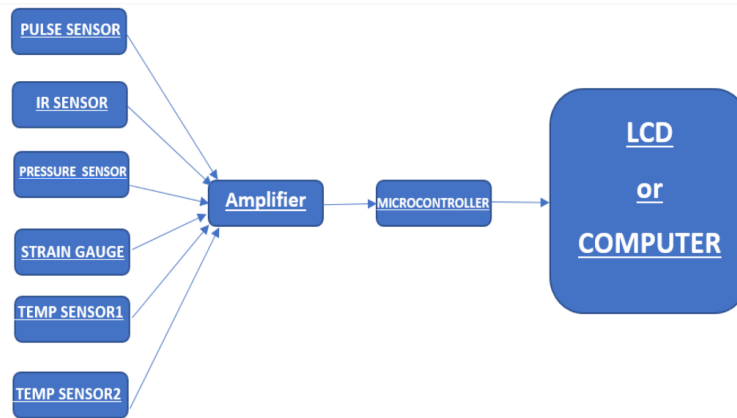 PULSE SENSOR
IR SENSOR
PRESSURE SENSOR
STRAIN GAUGE
TEMP SENSOR1
TEMP SENSOR2
Amplifier
MICROCONTROLLER
LCD
or
COMPUTER